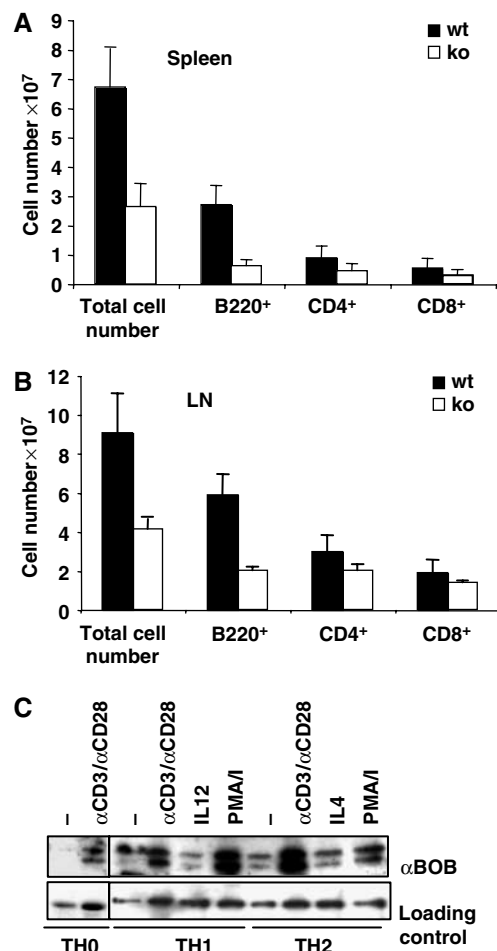 A
Spleen
wt
ko
Cell number ×10⁷
9
8
7
6
5
4
3
2
1
0
Total cell number
B220⁺
CD4⁺
CD8⁺
B
LN
wt
ko
Cell number×10⁷
12
10
8
6
4
2
0
Total cell number
B220⁺
CD4⁺
CD8⁺
C
–
αCD3/αCD28
–
αCD3/αCD28
IL12
PMA/I
–
αCD3/αCD28
IL4
PMA/I
αBOB
Loading control
TH0
TH1
TH2